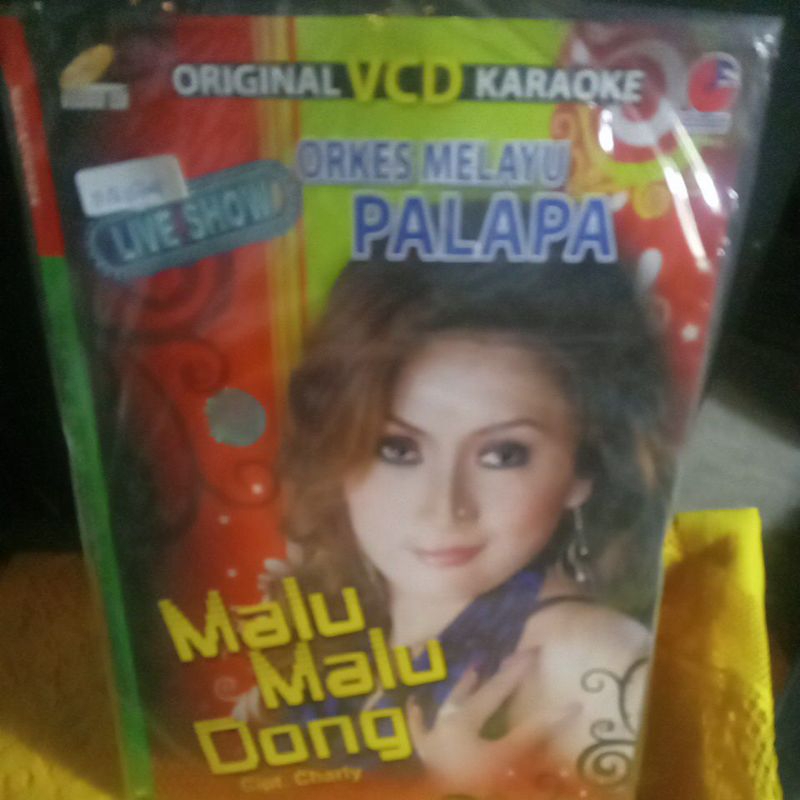 ORIGINAL VCD KARAOKE
ORKES MELAYU
PALAPA
LIVE SHOW
Malu
Malu
Dong
Cipt. Charly